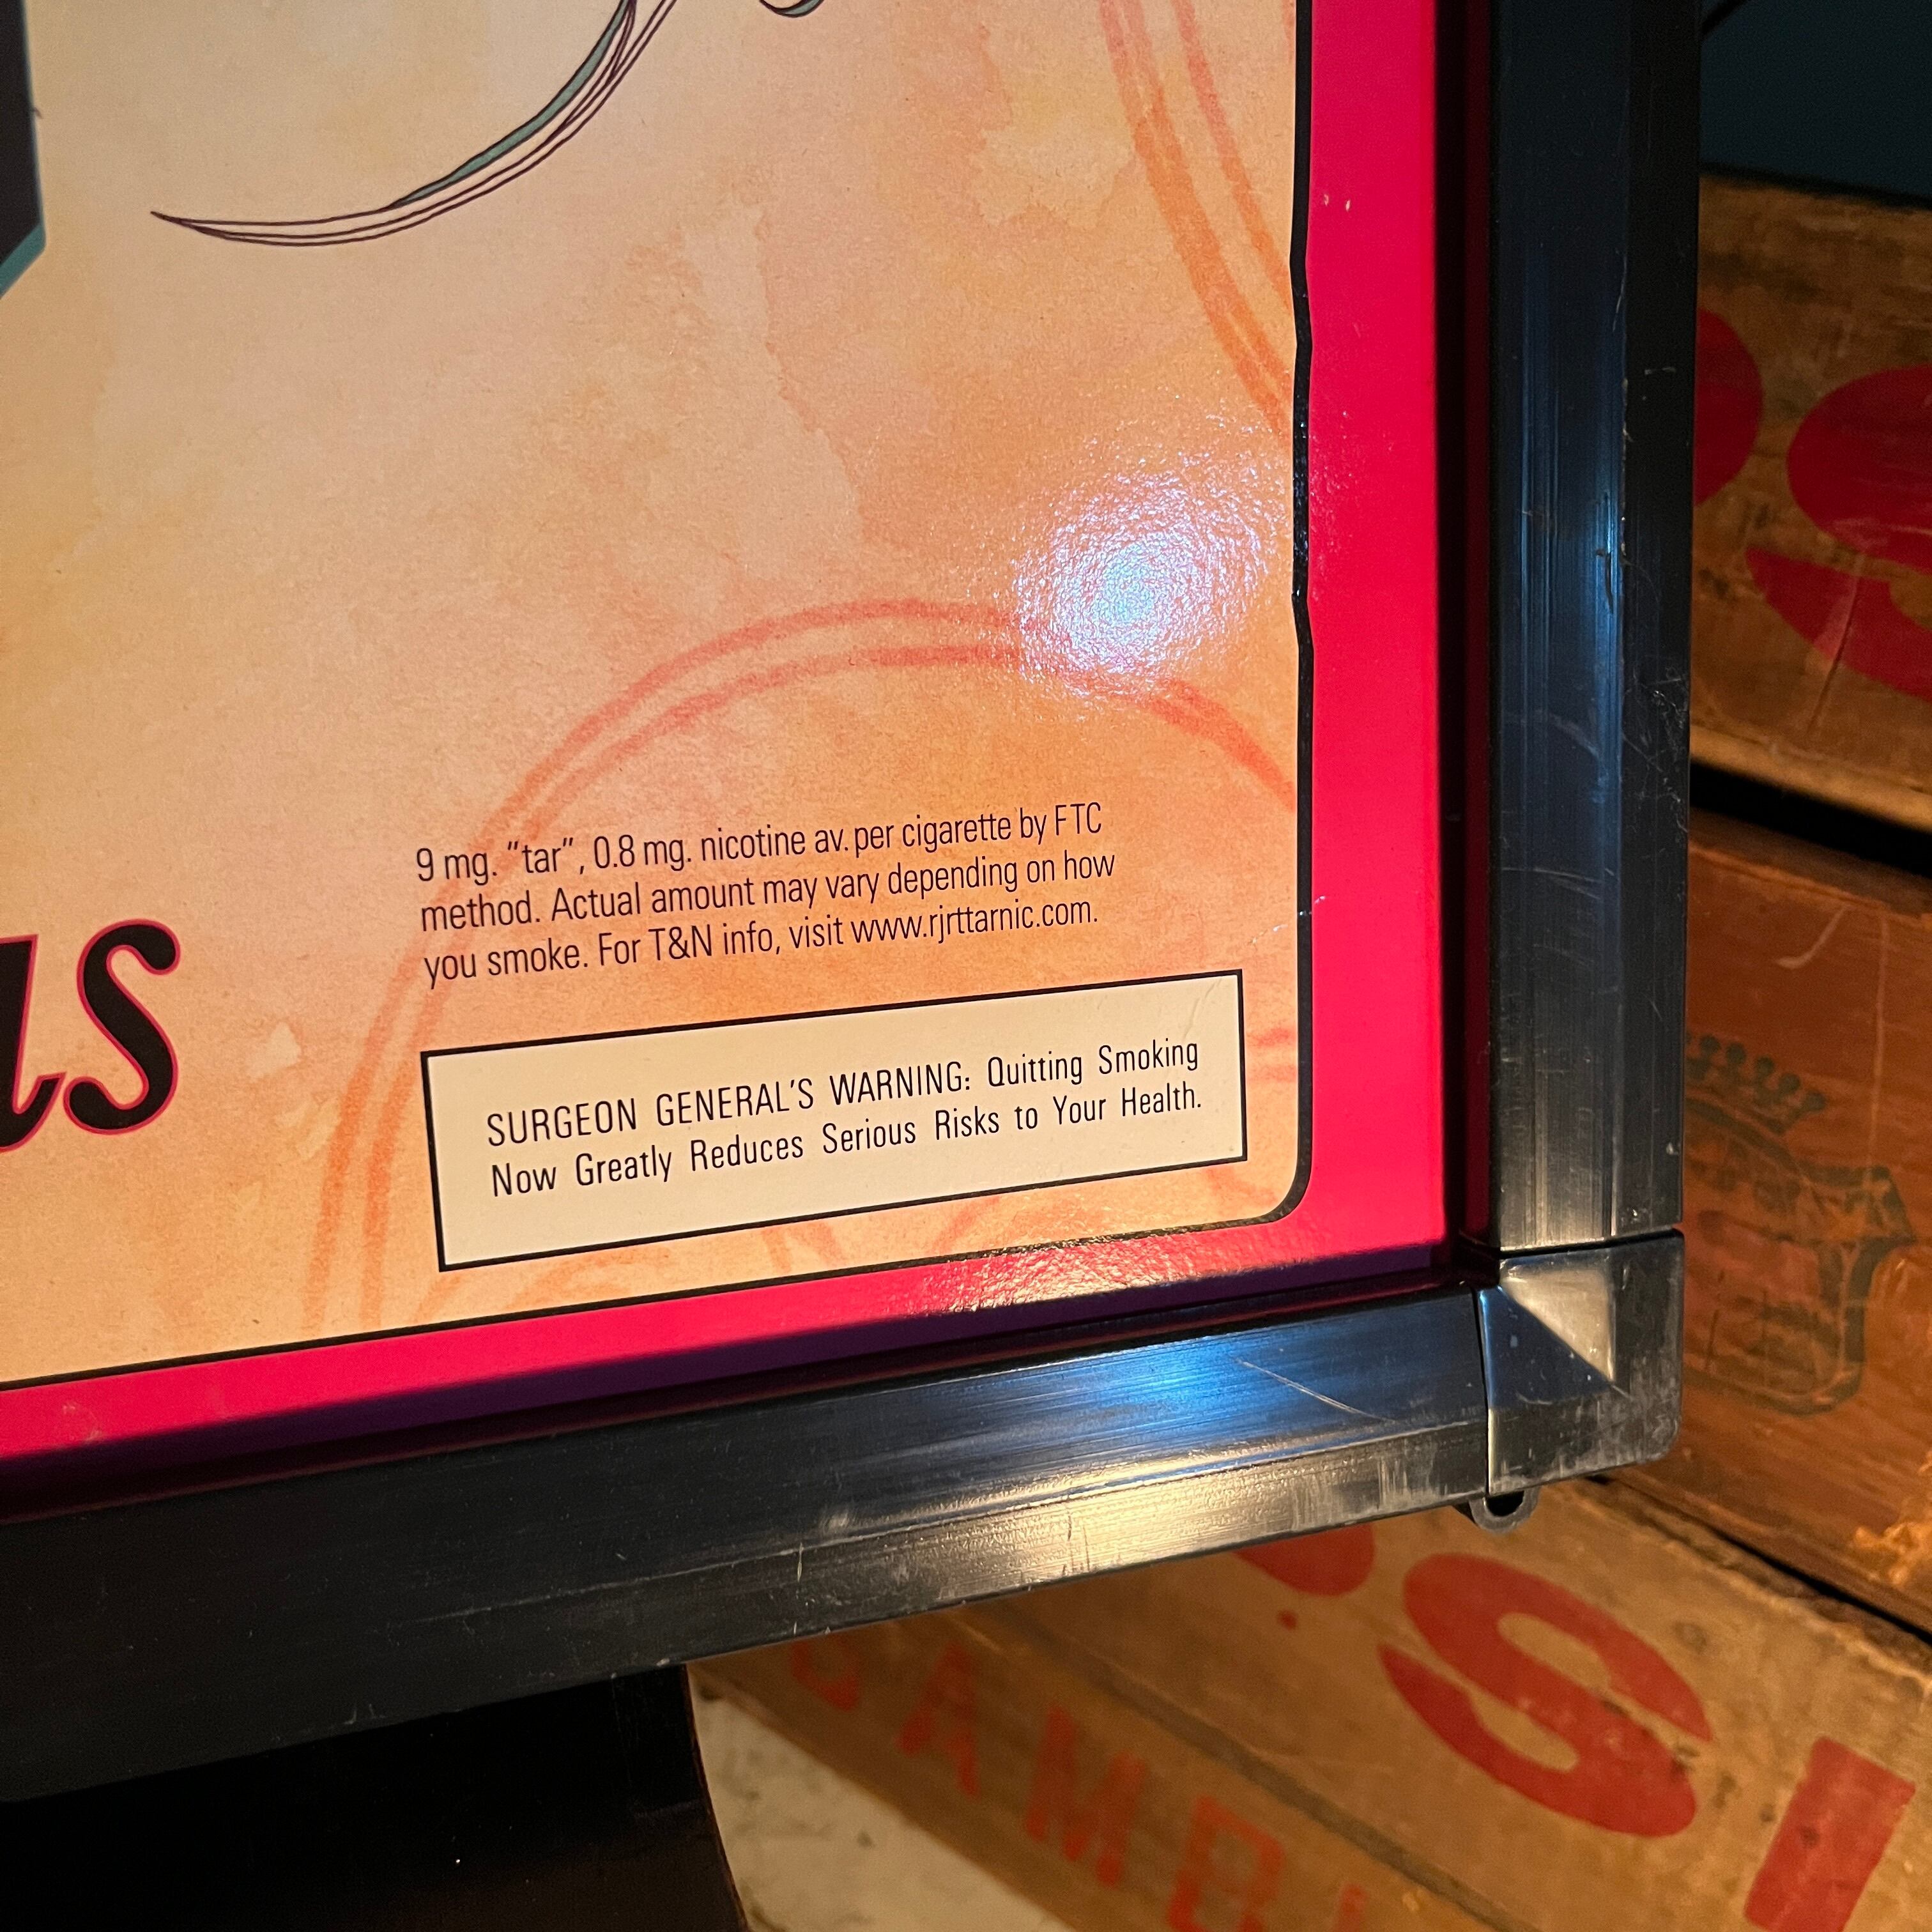 as
9 mg. “tar”, 0.8 mg. nicotine av. per cigarette by FTC
method. Actual amount may vary depending on how
you smoke. For T&N info, visit www.rjrttarnic.com.
SURGEON GENERAL'S WARNING: Quitting Smoking
Now Greatly Reduces Serious Risks to Your Health.